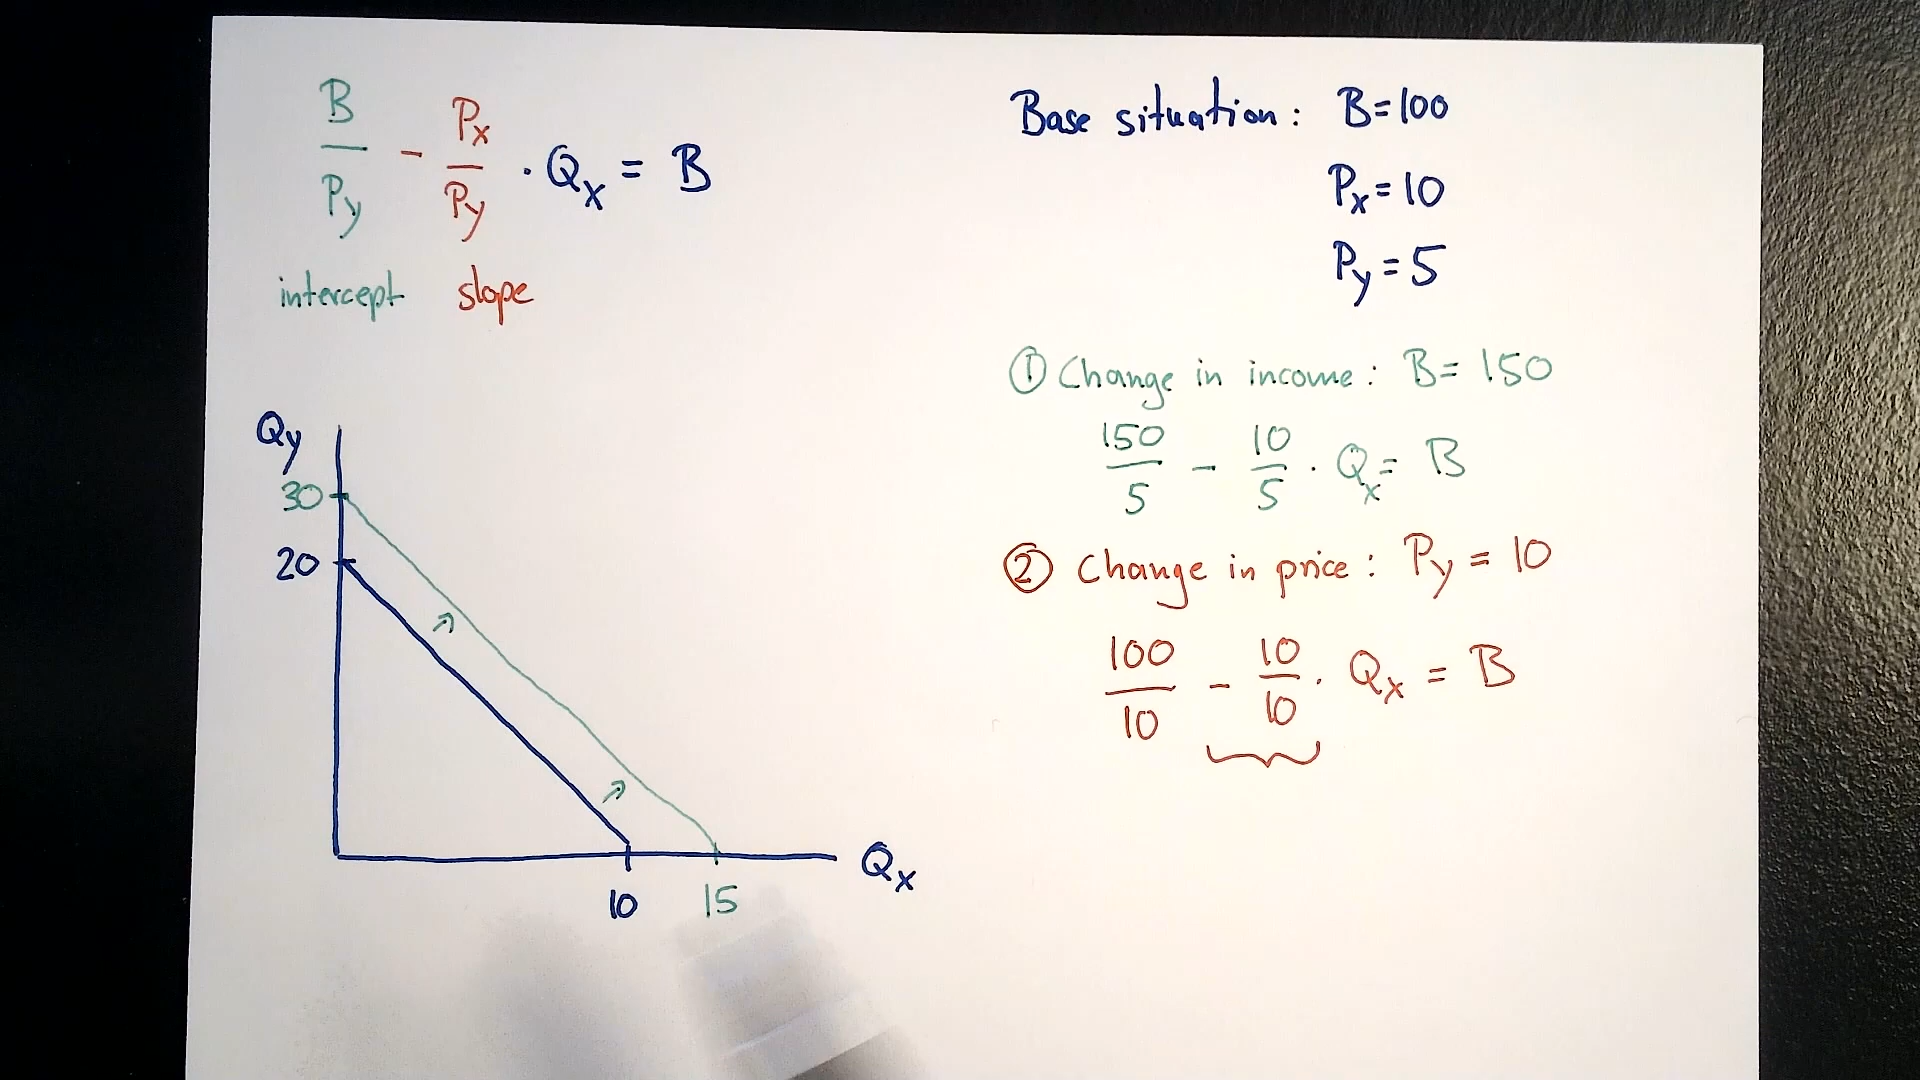 B/Py - Px/Py · Qx = B
intercept slope
Base situation: B=100
Px=10
Py=5
① Change in income: B=150
150/5 - 10/5 · Qx = B
② Change in price: Py = 10
100/10 - 10/10 · Qx = B
Qy
30
20
10 15
Qx